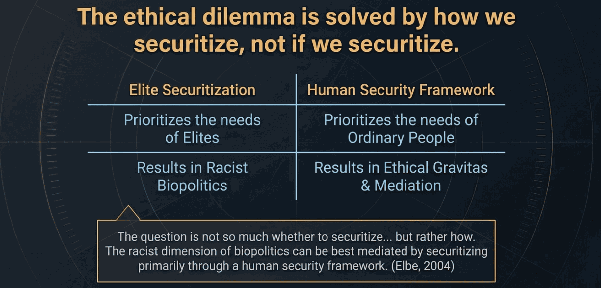 The ethical dilemma is solved by how we
securitize, not if we securitize.
Elite Securitization
Human Security Framework
Prioritizes the needs
of Elites
Prioritizes the needs of
Ordinary People
Results in Racist
Biopolitics
Results in Ethical Gravitas
& Mediation
The question is not so much whether to securitize... but rather how.
The racist dimension of biopolitics can be best mediated by securitizing
primarily through a human security framework. (Elbe, 2004)